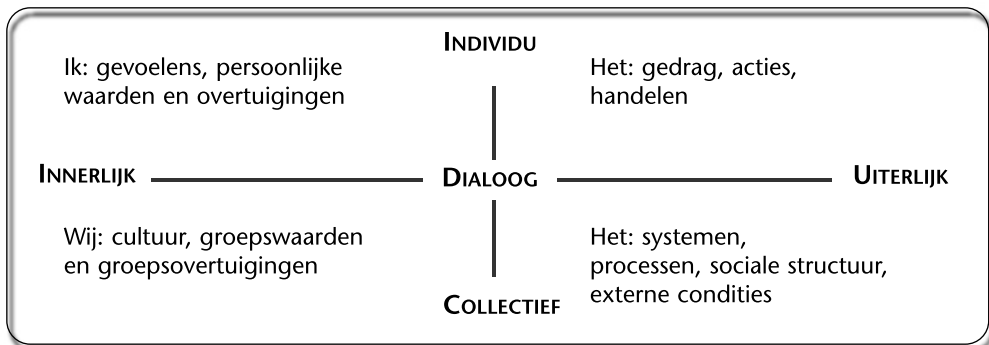 INDIVIDU
Ik: gevoelens, persoonlijke
waarden en overtuigingen
Het: gedrag, acties,
handelen
INNERLIJK
DIALOOG
UITERLIJK
Wij: cultuur, groepswaarden
en groepsovertuigingen
Het: systemen,
processen, sociale structuur,
externe condities
COLLECTIEF